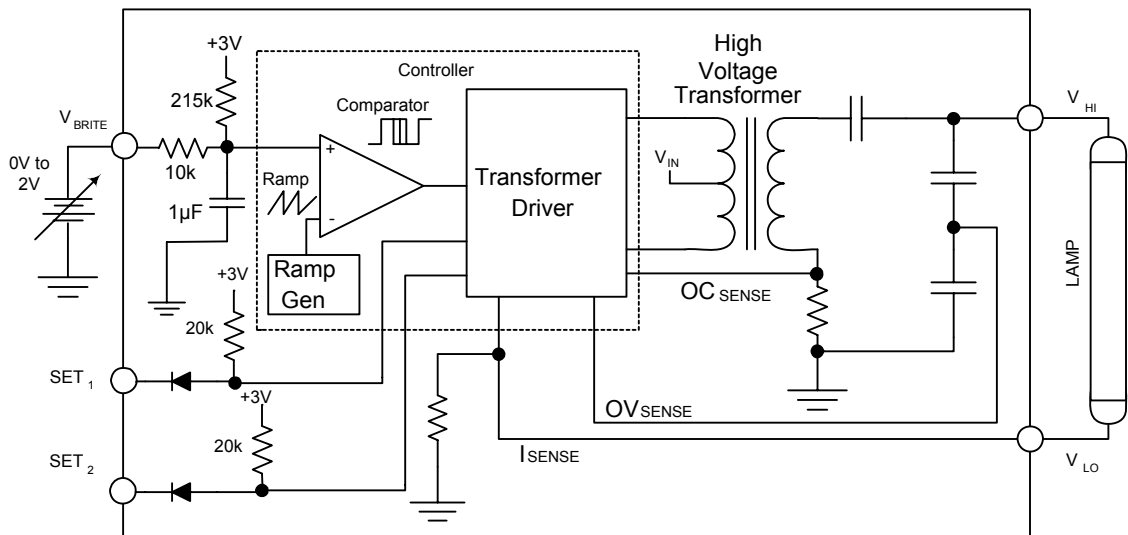 +3V
215k
V BRITE
10k
0V to
2V
1µF
Controller
Comparator
+
-
Ramp
Ramp
Gen
Transformer
Driver
High
Voltage
Transformer
V IN
V HI
LAMP
V LO
OC SENSE
OV SENSE
I SENSE
+3V
20k
SET 1
+3V
20k
SET 2